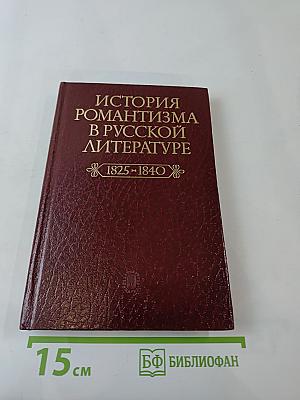 ИСТОРИЯ
РОМАНТИЗМА
В РУССКОЙ
ЛИТЕРАТУРЕ
1825-1840
15 см
БФ БИБЛИОФАН